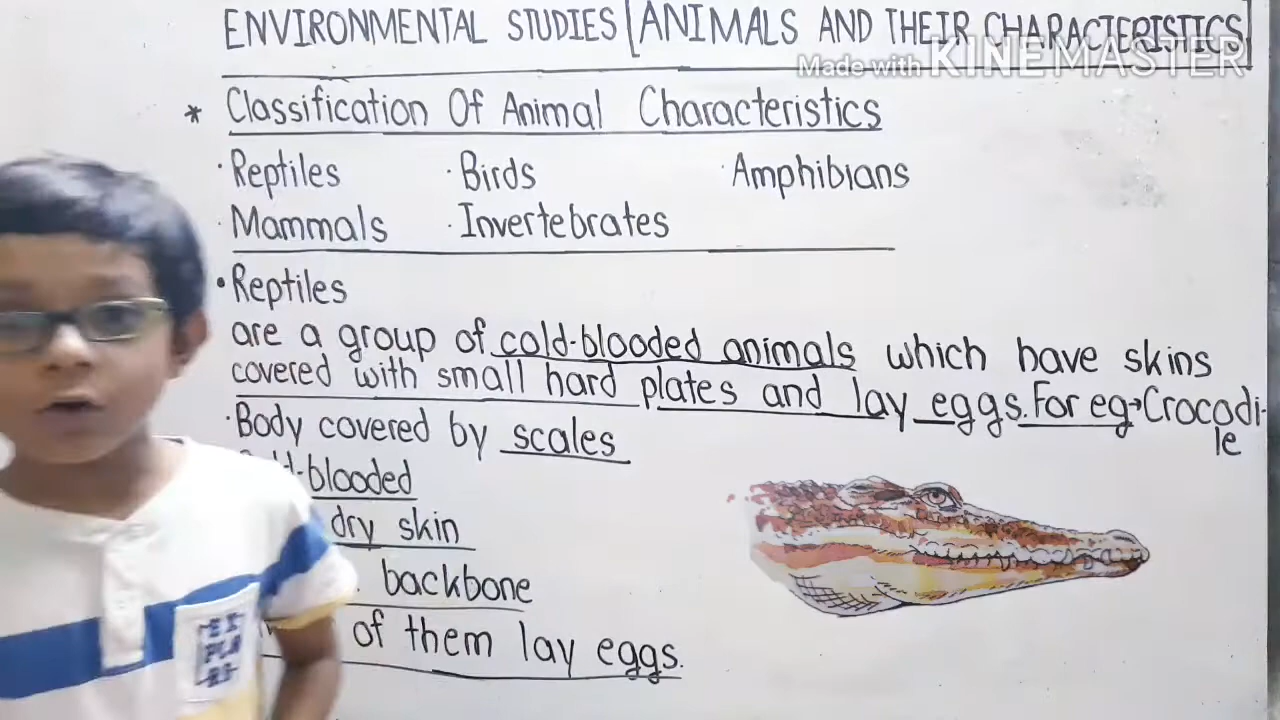 ENVIRONMENTAL STUDIES [ANIMALS AND THEIR CHARACTERISTICS]
Made with KINEMASTER
* Classification Of Animal Characteristics
· Reptiles · Birds · Amphibians
· Mammals · Invertebrates
• Reptiles
are a group of cold-blooded animals which have skins
covered with small hard plates and lay eggs. For eg→Crocodi-
le
· Body covered by scales
-blooded
dry skin
backbone
of them lay eggs.
EX
PLO